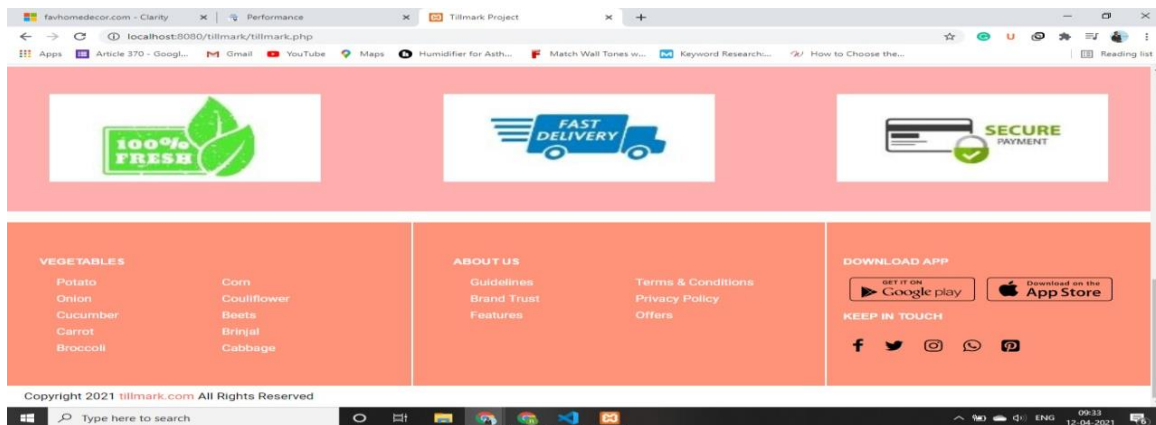 favhomedecor.com - Clarity
Performance
Tillmark Project
localhost:8080/tillmark/tillmark.php
Apps
Article 370 - Googl...
Gmail
YouTube
Maps
Humidifier for Asth...
Match Wall Tones w...
Keyword Research:...
How to Choose the...
Reading list
100%
FRESH
FAST
DELIVERY
SECURE
PAYMENT
VEGETABLES
Potato
Onion
Cucumber
Carrot
Broccoli
Corn
Couliflower
Beets
Brinjal
Cabbage
ABOUT US
Guidelines
Brand Trust
Features
Terms & Conditions
Privacy Policy
Offers
DOWNLOAD APP
GET IT ON
Google play
Download on the
App Store
KEEP IN TOUCH
Copyright 2021 tillmark.com All Rights Reserved
Type here to search
ENG
09:33
12-04-2021